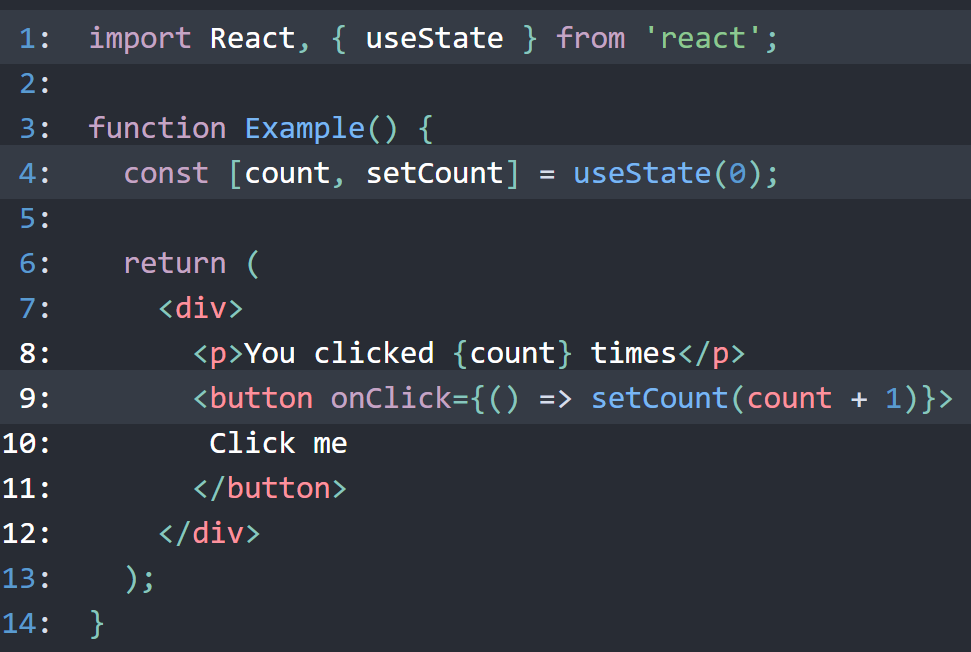 1:  import React, { useState } from 'react';
2:
3:  function Example() {
4:    const [count, setCount] = useState(0);
5:
6:    return (
7:      <div>
8:        <p>You clicked {count} times</p>
9:        <button onClick={() => setCount(count + 1)}>
10:         Click me
11:        </button>
12:      </div>
13:    );
14:  }